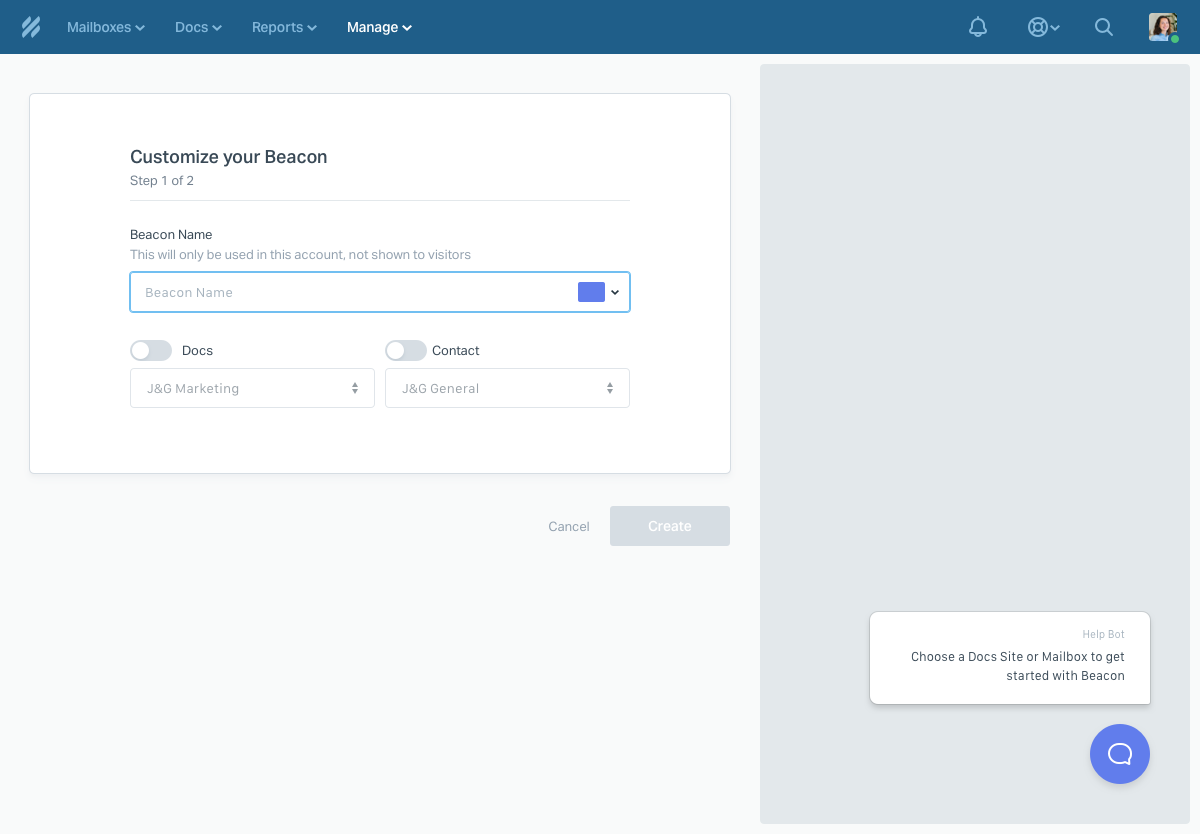 Mailboxes
Docs
Reports
Manage
Customize your Beacon
Step 1 of 2
Beacon Name
This will only be used in this account, not shown to visitors
Beacon Name
Docs
Contact
J&G Marketing
J&G General
Cancel
Create
Help Bot
Choose a Docs Site or Mailbox to get
started with Beacon